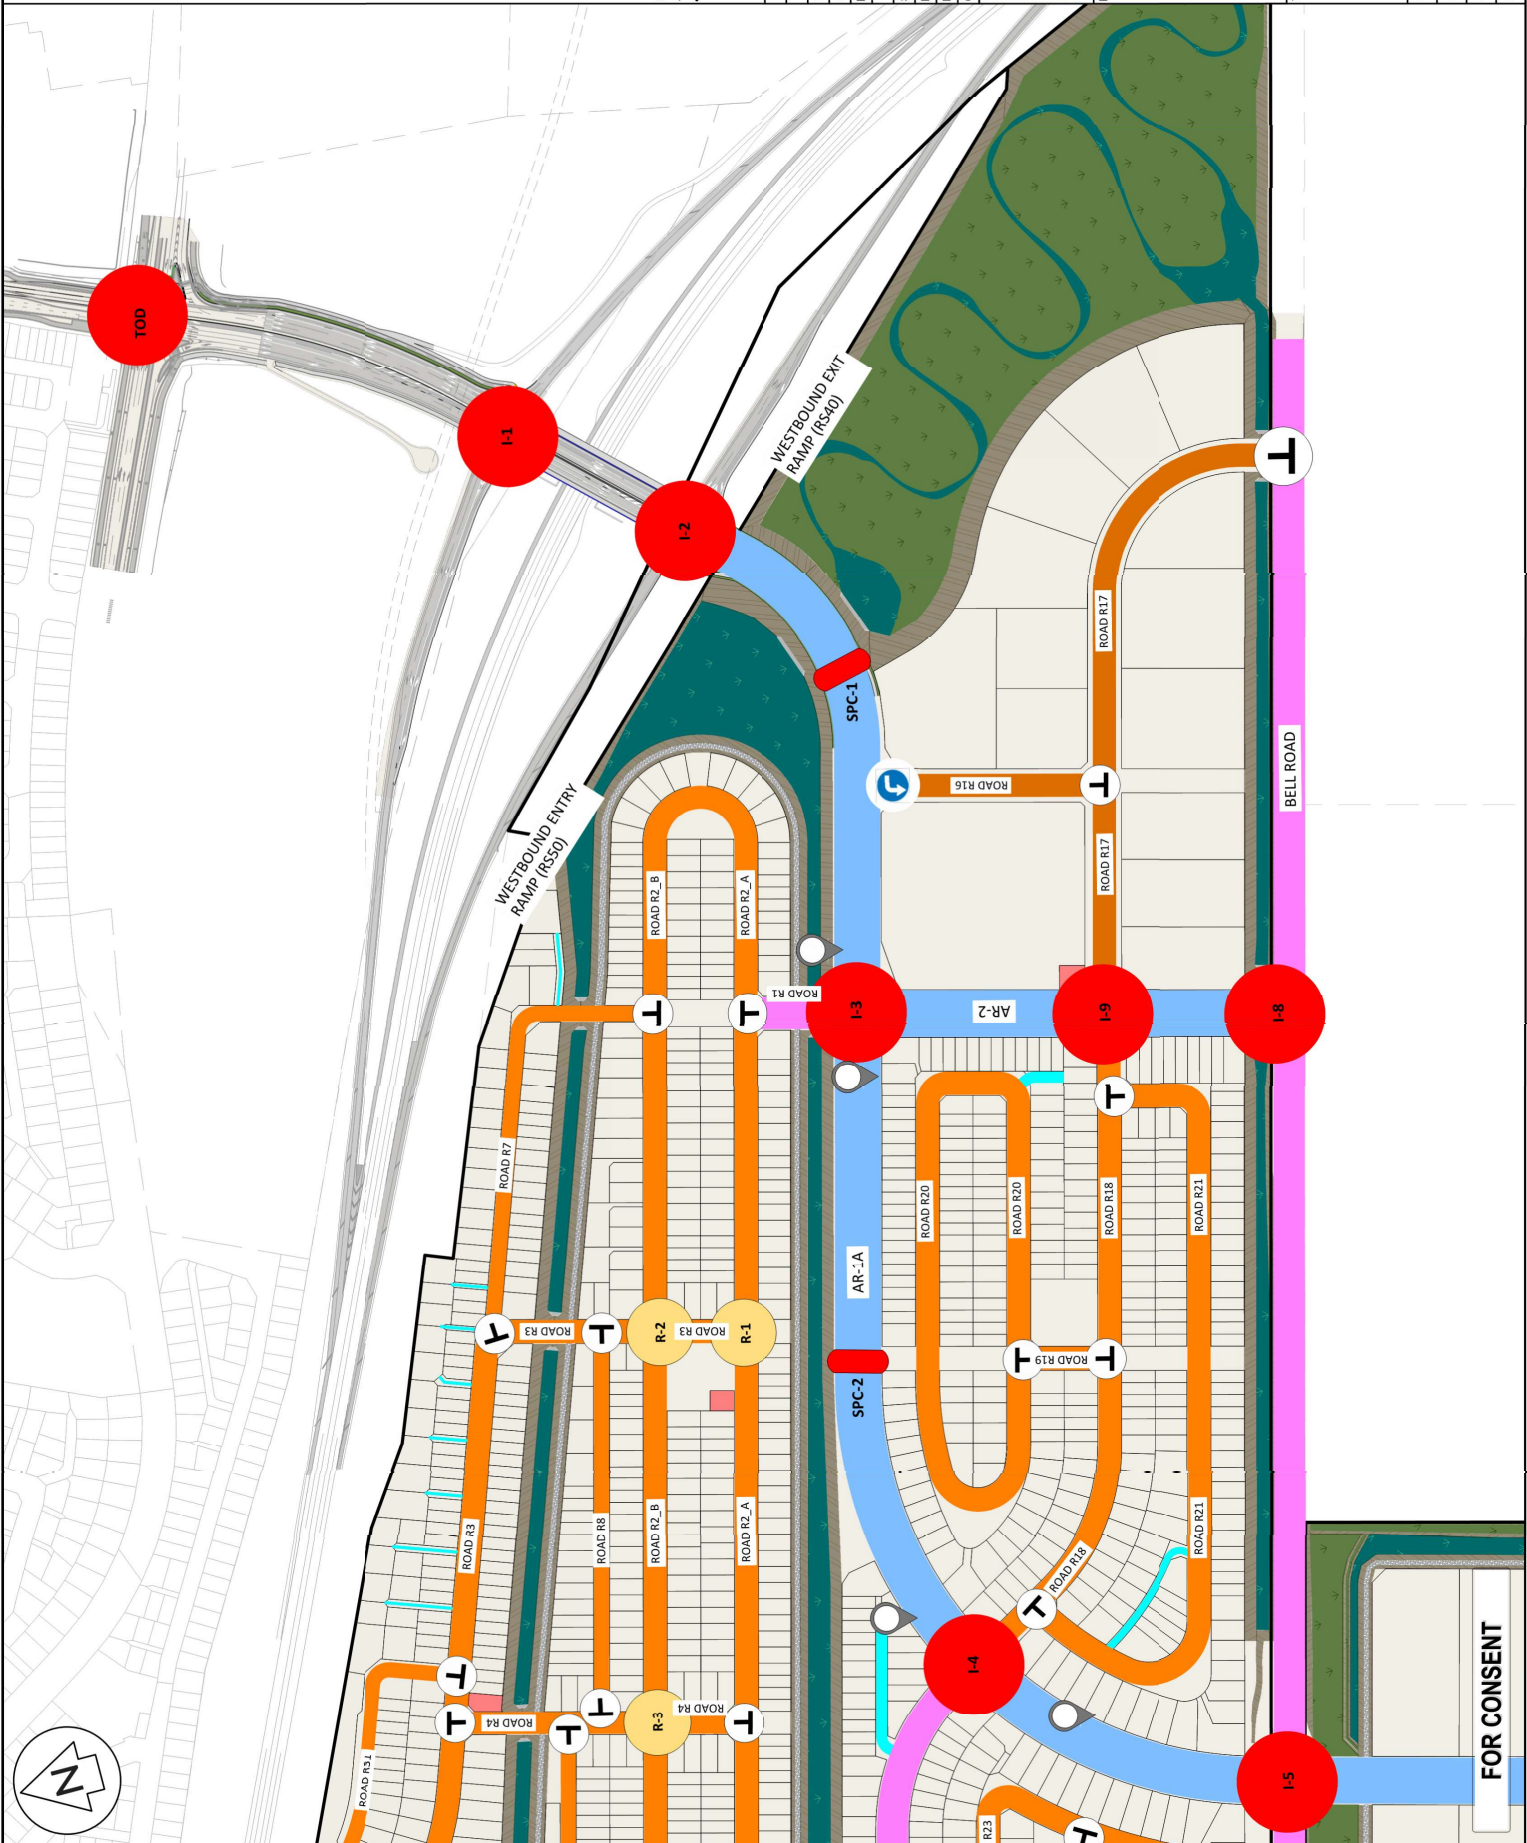 TOD
I-1
I-2
WESTBOUND EXIT
RAMP (RS40)
SPC-1
WESTBOUND ENTRY
RAMP (RS50)
ROAD R17
ROAD R16
BELL ROAD
ROAD R17
ROAD R2_B
ROAD R2_A
ROAD R1
I-3
AR-2
I-9
I-8
ROAD R7
ROAD R20
ROAD R20
ROAD R18
ROAD R21
AR-1A
ROAD R3
R-2
ROAD R3
R-1
ROAD R19
SPC-2
ROAD R3
ROAD R8
ROAD R2_B
ROAD R2_A
ROAD R21
ROAD R18
I-4
ROAD R4
R-3
ROAD R4
ROAD R31
I-5
R23
N
FOR CONSENT